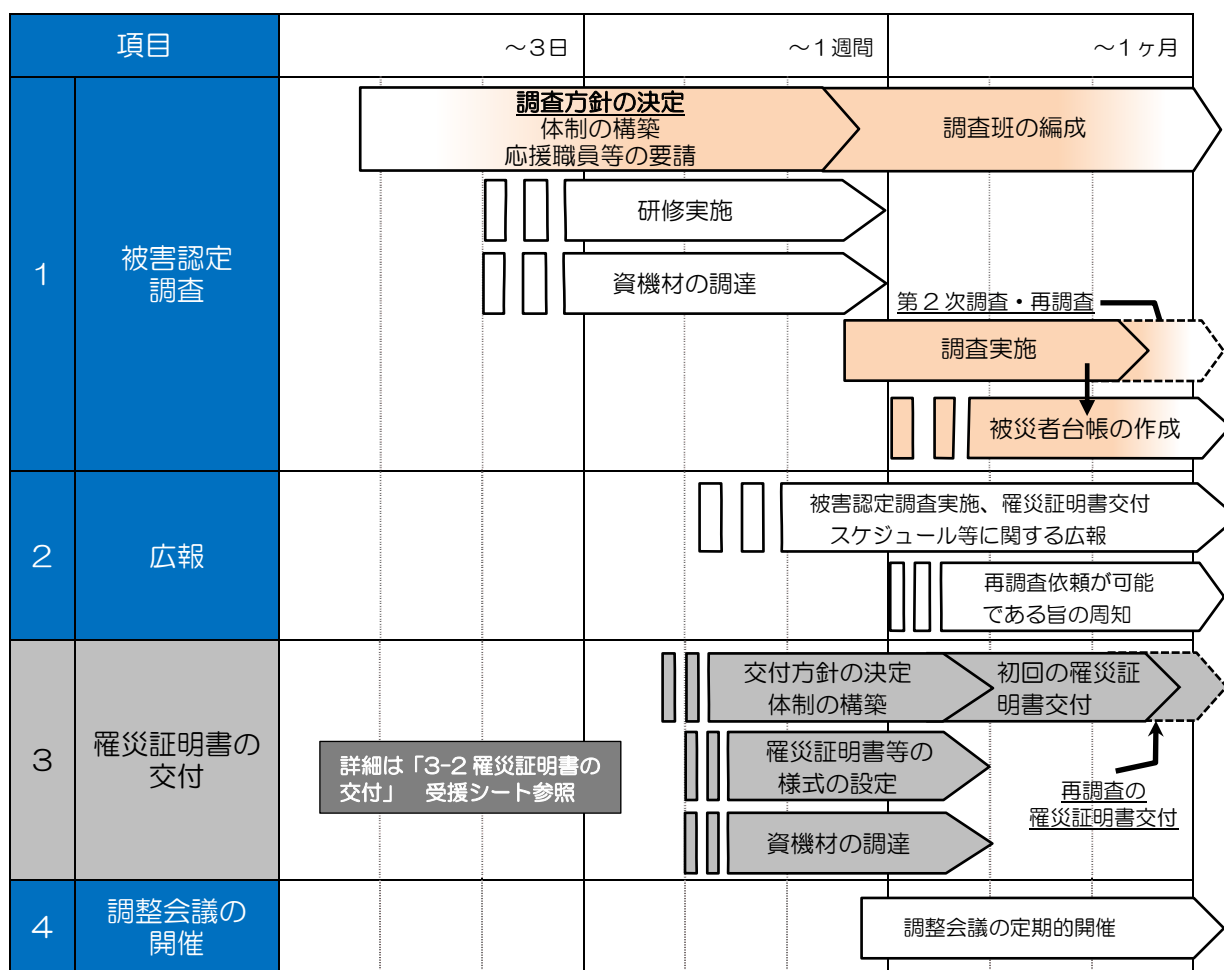 項目
～3日
～1週間
～1ヶ月
1
被害認定
調査
調査方針の決定
体制の構築
応援職員等の要請
調査班の編成
研修実施
資機材の調達
第2次調査・再調査
調査実施
被災者台帳の作成
2
広報
被害認定調査実施、罹災証明書交付
スケジュール等に関する広報
再調査依頼が可能
である旨の周知
3
罹災証明書の
交付
詳細は「3-2 罹災証明書の
交付」 受援シート参照
交付方針の決定
体制の構築
初回の罹災証
明書交付
罹災証明書等の
様式の設定
再調査の
罹災証明書交付
資機材の調達
4
調整会議の
開催
調整会議の定期的開催